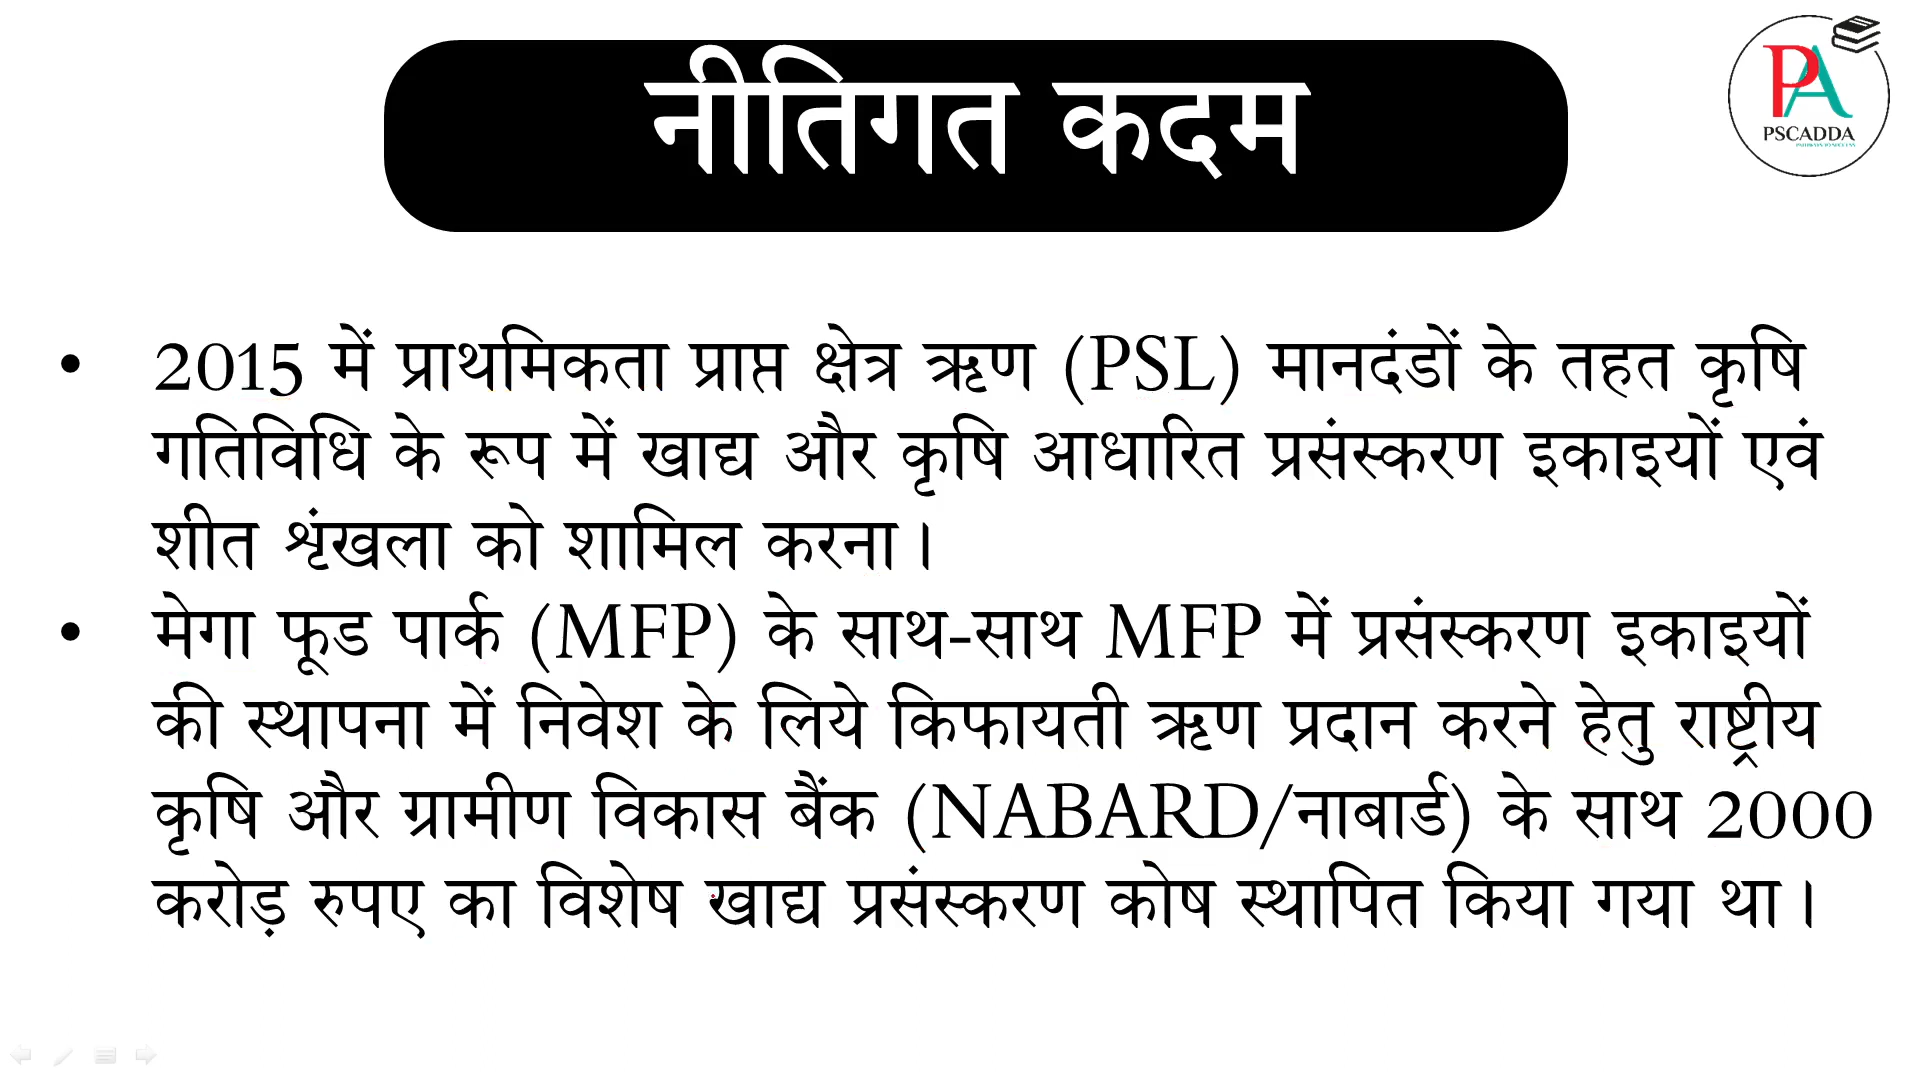 नीतिगत कदम
PA
PSCADDA
• 2015 में प्राथमिकता प्राप्त क्षेत्र ऋण (PSL) मानदंडों के तहत कृषि
गतिविधि के रूप में खाद्य और कृषि आधारित प्रसंस्करण इकाइयों एवं
शीत शृंखला को शामिल करना।
• मेगा फूड पार्क (MFP) के साथ-साथ MFP में प्रसंस्करण इकाइयों
की स्थापना में निवेश के लिये किफायती ऋण प्रदान करने हेतु राष्ट्रीय
कृषि और ग्रामीण विकास बैंक (NABARD/नाबार्ड) के साथ 2000
करोड़ रुपए का विशेष खाद्य प्रसंस्करण कोष स्थापित किया गया था।